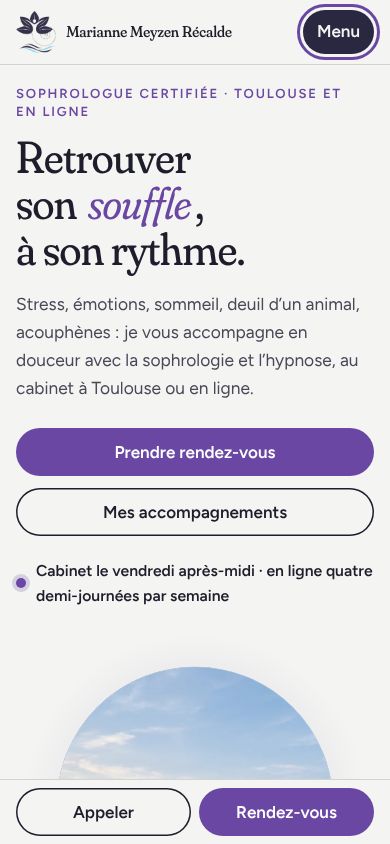 Marianne Meyzen Récalde
Menu
SOPHROLOGUE CERTIFIÉE · TOULOUSE ET
EN LIGNE
Retrouver
son souffle,
à son rythme.
Stress, émotions, sommeil, deuil d’un animal,
acouphènes : je vous accompagne en
douceur avec la sophrologie et l’hypnose, au
cabinet à Toulouse ou en ligne.
Prendre rendez-vous
Mes accompagnements
Cabinet le vendredi après-midi · en ligne quatre
demi-journées par semaine
Appeler
Rendez-vous